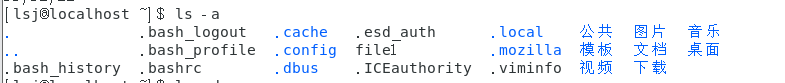 [lsj@localhost ~]$ ls -a
. .bash_logout .cache .esd_auth .local 公共 图片 音乐
.. .bash_profile .config file1 .mozilla 模板 文档 桌面
.bash_history .bashrc .dbus .ICEauthority .viminfo 视频 下载